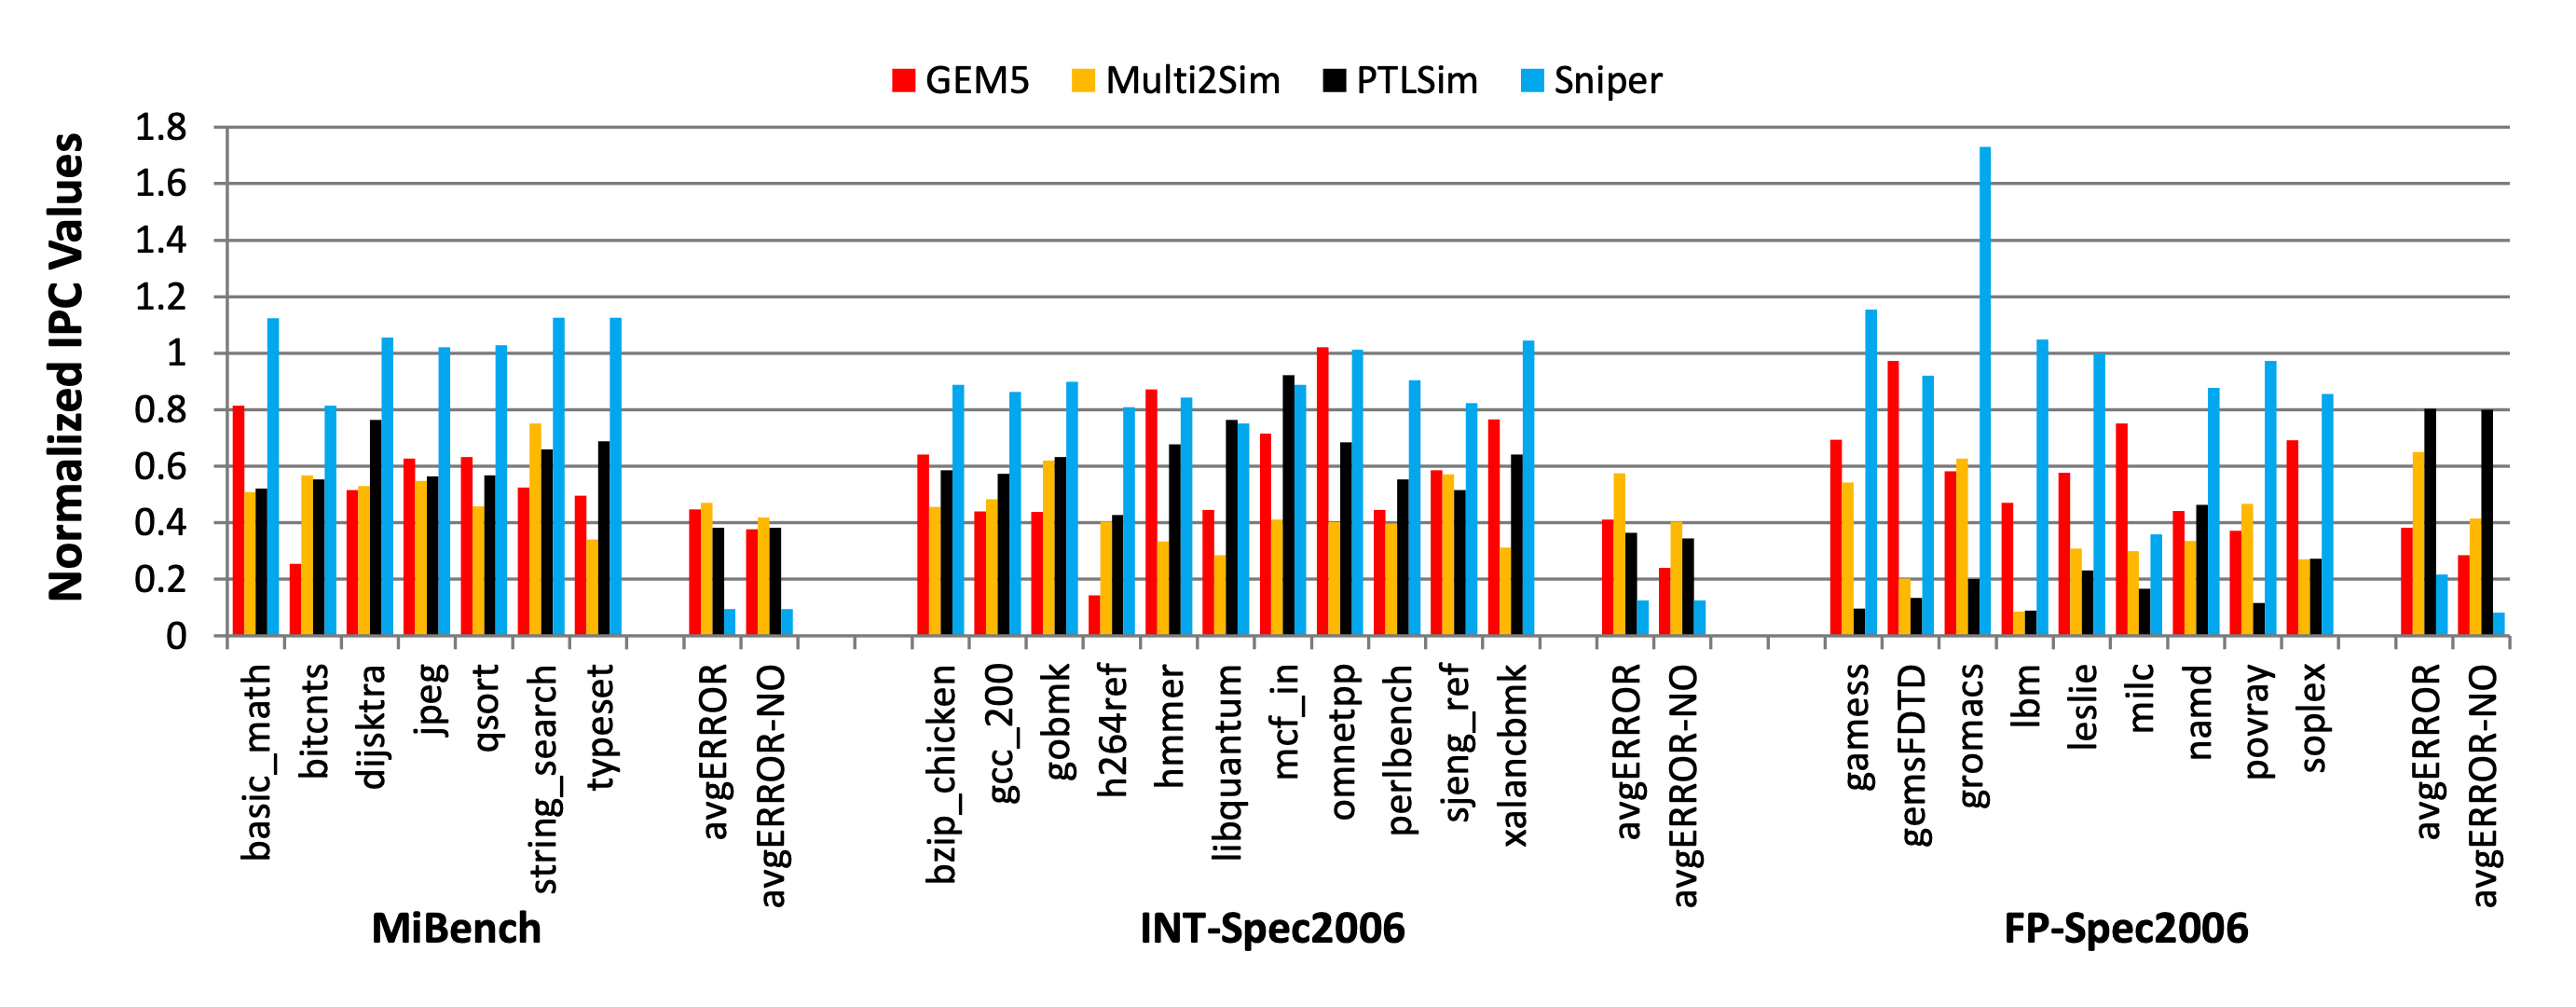 GEM5 Multi2Sim PTLSim Sniper
Normalized IPC Values
1.8
1.6
1.4
1.2
1
0.8
0.6
0.4
0.2
0
basic_math
bitcnts
dijsktra
jpeg
qsort
string_search
typeset
avgERROR
avgERROR-NO
bzip_chicken
gcc_200
gobmk
h264ref
hmmer
libquantum
mcf_in
omnetpp
perlbench
sjeng_ref
xalancbmk
avgERROR
avgERROR-NO
gamess
gemsFDTD
gromacs
lbm
leslie
milc
namd
povray
soplex
avgERROR
avgERROR-NO
MiBench INT-Spec2006 FP-Spec2006